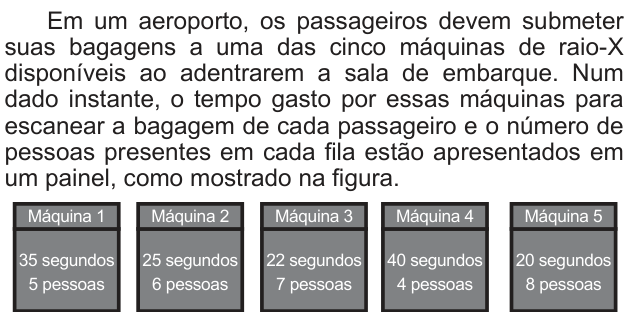 Em um aeroporto, os passageiros devem submeter
suas bagagens a uma das cinco máquinas de raio-X
disponíveis ao adentrarem a sala de embarque. Num
dado instante, o tempo gasto por essas máquinas para
escanear a bagagem de cada passageiro e o número de
pessoas presentes em cada fila estão apresentados em
um painel, como mostrado na figura.
Máquina 1
35 segundos
5 pessoas
Máquina 2
25 segundos
6 pessoas
Máquina 3
22 segundos
7 pessoas
Máquina 4
40 segundos
4 pessoas
Máquina 5
20 segundos
8 pessoas